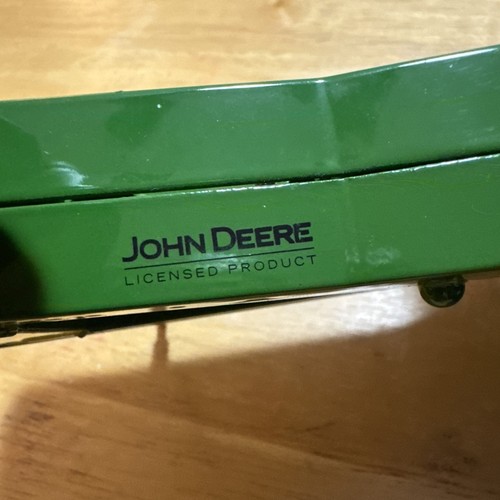 JOHN DEERE
LICENSED PRODUCT